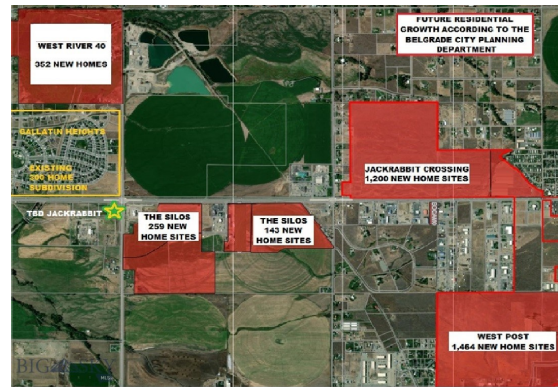 WEST RIVER 40
352 NEW HOMES
FUTURE RESIDENTIAL
GROWTH ACCORDING TO THE
BELGRADE CITY PLANNING
DEPARTMENT
GALLATIN HEIGHTS
EXISTING
HOME
SUBDIVISION
JACKRABBIT CROSSING
1,200 NEW HOME SITES
TBD JACKRABBIT
THE SILOS
259 NEW
HOME SITES
THE SILOS
143 NEW
HOME SITES
WEST POST
1,464 NEW HOME SITES
BIG